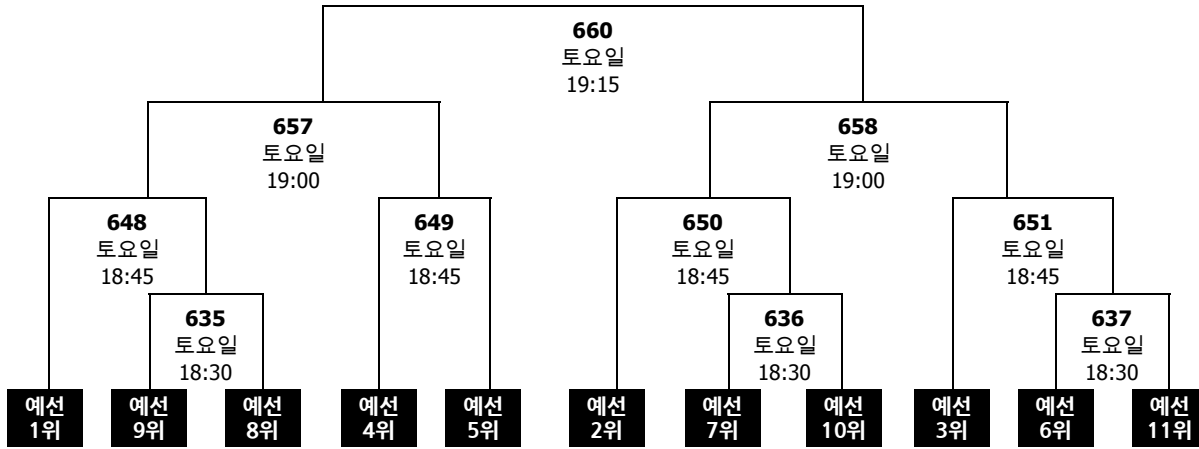 660
토요일
19:15
657
토요일
19:00
658
토요일
19:00
648
토요일
18:45
649
토요일
18:45
650
토요일
18:45
651
토요일
18:45
635
토요일
18:30
636
토요일
18:30
637
토요일
18:30
예선
1위
예선
9위
예선
8위
예선
4위
예선
5위
예선
2위
예선
7위
예선
10위
예선
3위
예선
6위
예선
11위